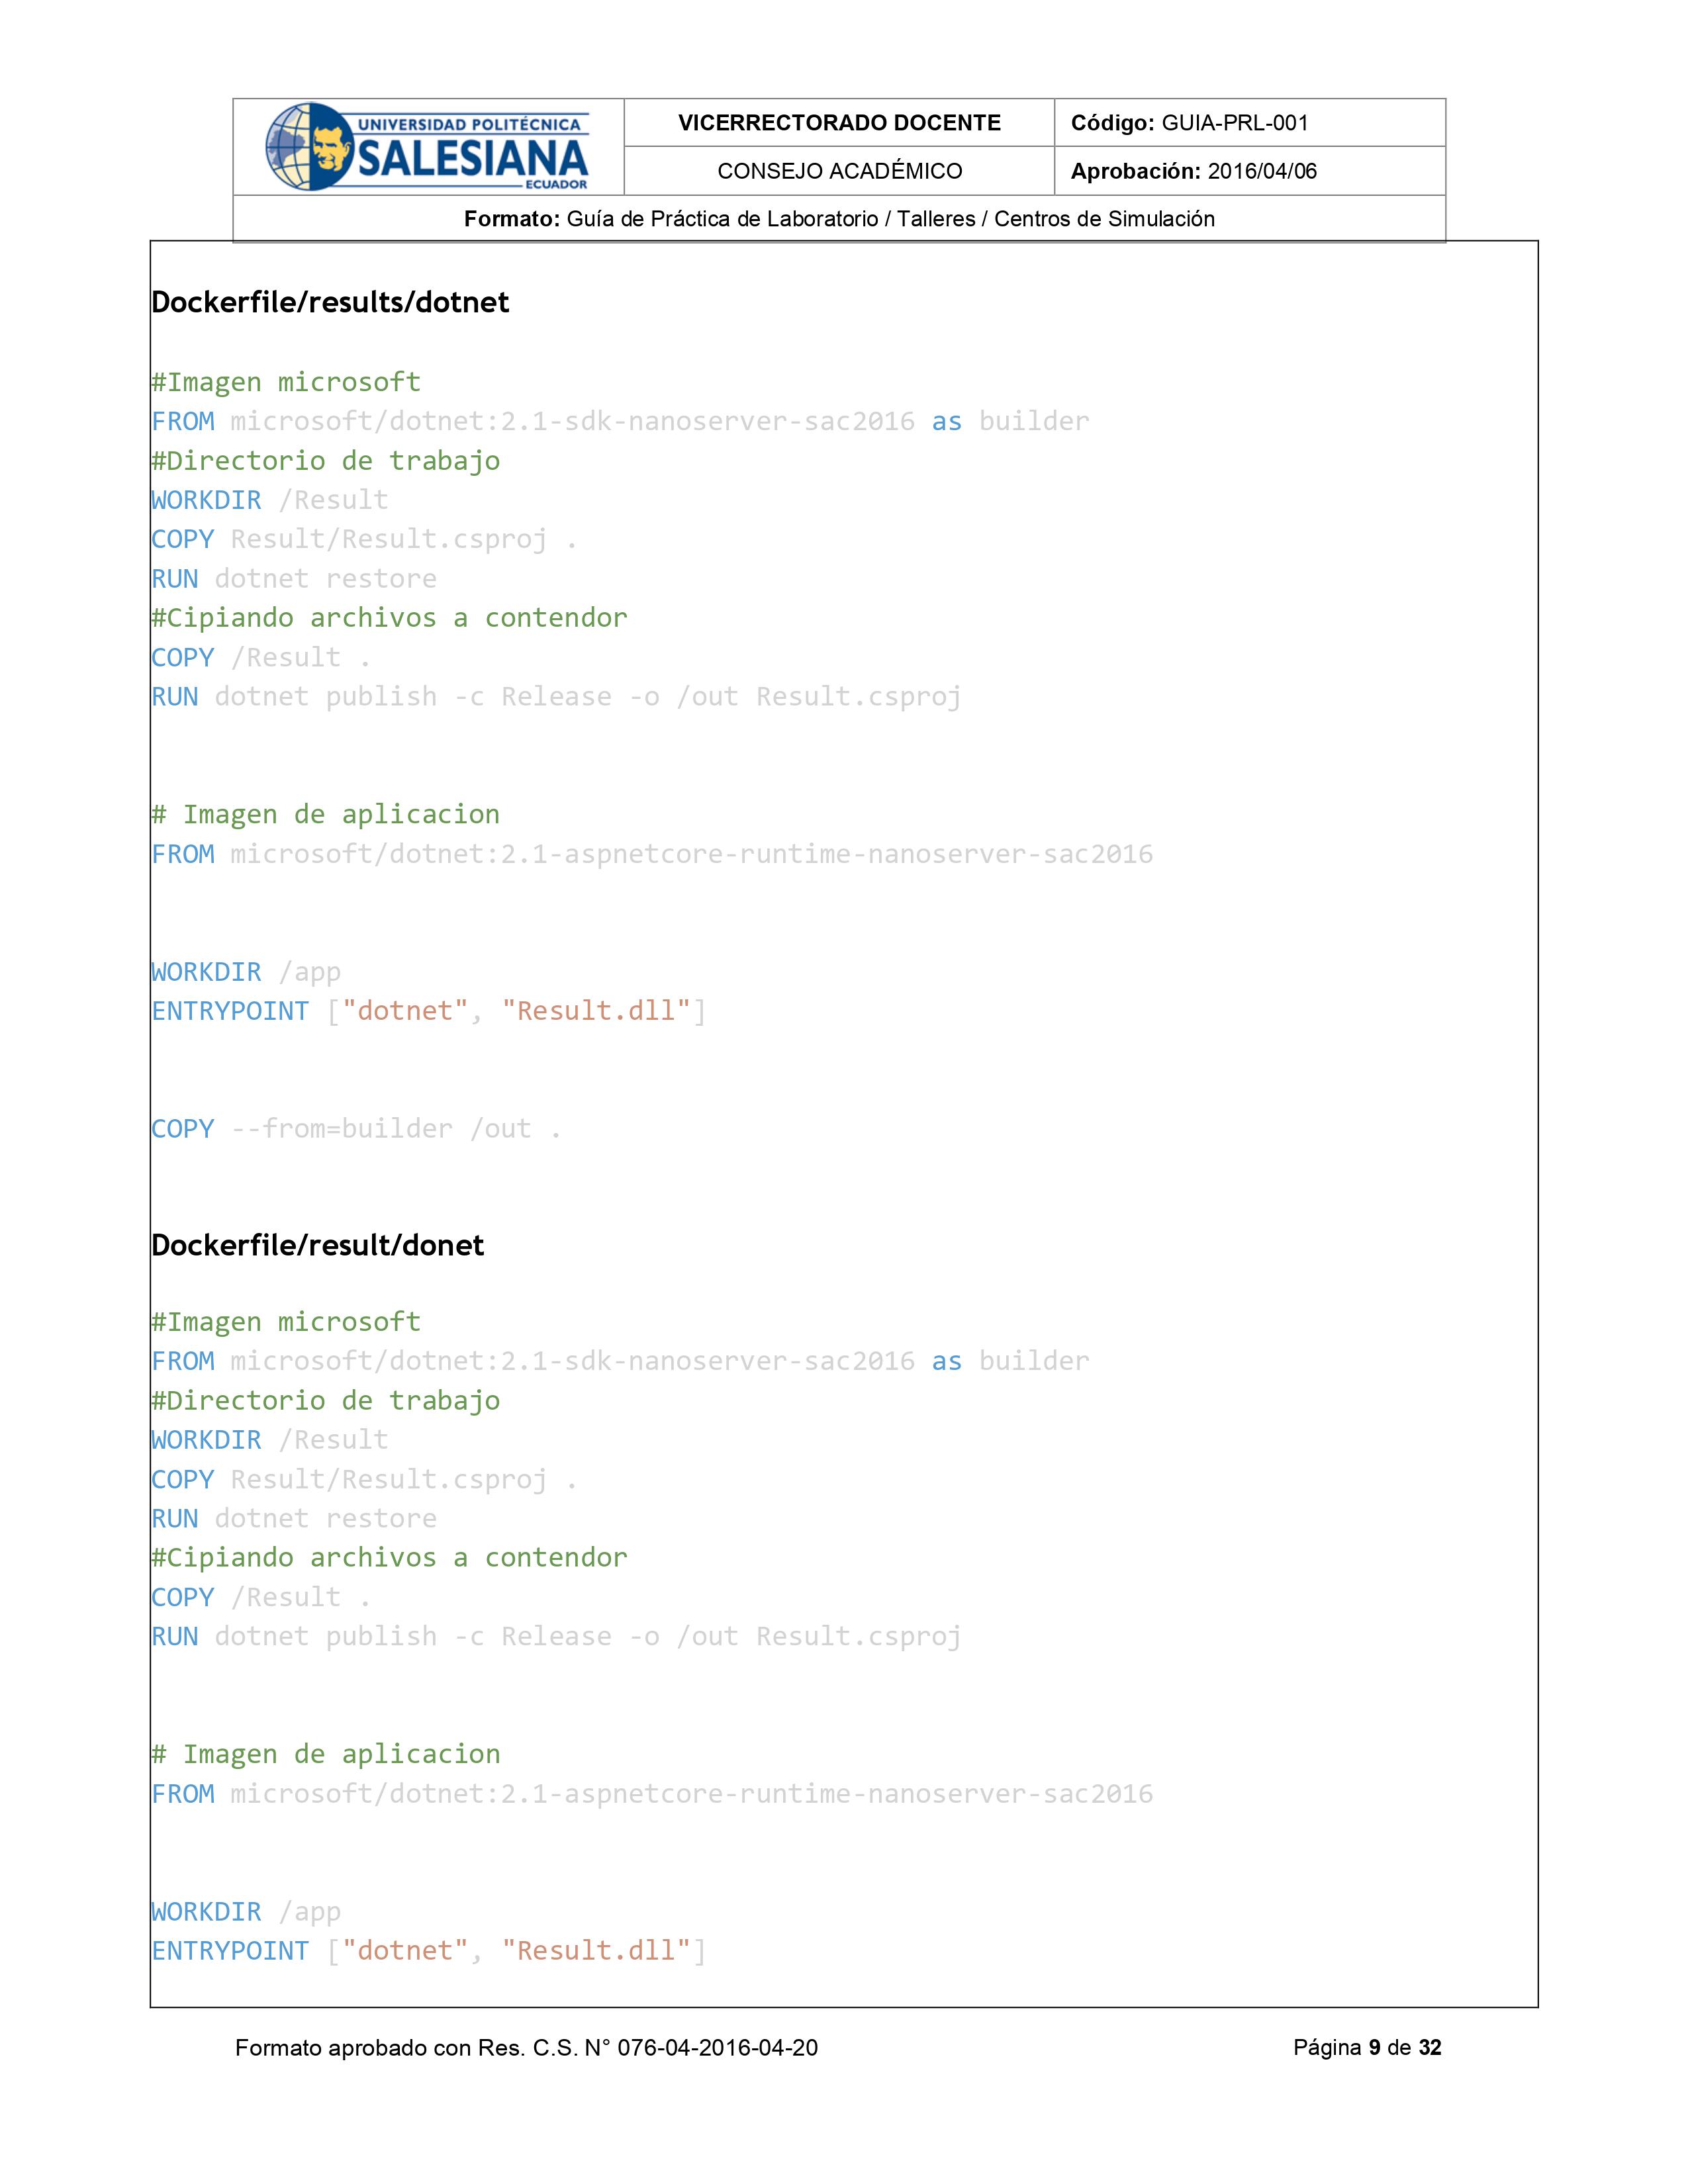 UNIVERSIDAD POLITÉCNICA
SALESIANA
ECUADOR
VICERRECTORADO DOCENTE
Código: GUIA-PRL-001
CONSEJO ACADÉMICO
Aprobación: 2016/04/06
Formato: Guía de Práctica de Laboratorio / Talleres / Centros de Simulación
Dockerfile/results/dotnet
#Imagen microsoft
FROM microsoft/dotnet:2.1-sdk-nanoserver-sac2016 as builder
#Directorio de trabajo
WORKDIR /Result
COPY Result/Result.csproj .
RUN dotnet restore
#Cipiando archivos a contendor
COPY /Result .
RUN dotnet publish -c Release -o /out Result.csproj
# Imagen de aplicacion
FROM microsoft/dotnet:2.1-aspnetcore-runtime-nanoserver-sac2016
WORKDIR /app
ENTRYPOINT ["dotnet", "Result.dll"]
COPY --from=builder /out .
Dockerfile/result/donet
#Imagen microsoft
FROM microsoft/dotnet:2.1-sdk-nanoserver-sac2016 as builder
#Directorio de trabajo
WORKDIR /Result
COPY Result/Result.csproj .
RUN dotnet restore
#Cipiando archivos a contendor
COPY /Result .
RUN dotnet publish -c Release -o /out Result.csproj
# Imagen de aplicacion
FROM microsoft/dotnet:2.1-aspnetcore-runtime-nanoserver-sac2016
WORKDIR /app
ENTRYPOINT ["dotnet", "Result.dll"]
Formato aprobado con Res. C.S. N° 076-04-2016-04-20
Página 9 de 32